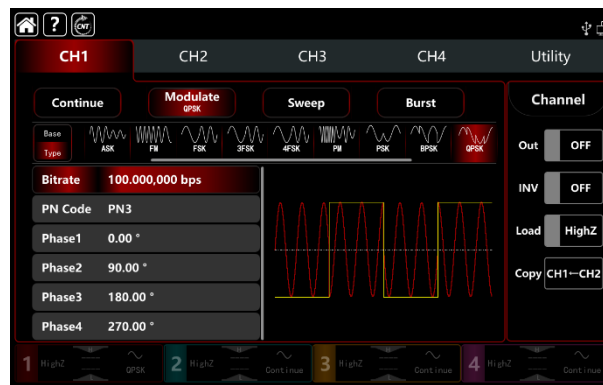 ? CNT
CH1 CH2 CH3 CH4 Utility
Continue Modulate Sweep Burst Channel
QPSK
Base
Type ASK FM FSK 3FSK 4FSK PM PSK BPSK QPSK
Out OFF
Bitrate 100.000,000 bps
INV OFF
PN Code PN3
Phase1 0.00 °
Load HighZ
Phase2 90.00 °
Copy CH1←CH2
Phase3 180.00 °
Phase4 270.00 °
1 HighZ QPSK 2 HighZ Continue 3 HighZ Continue 4 HighZ Continue